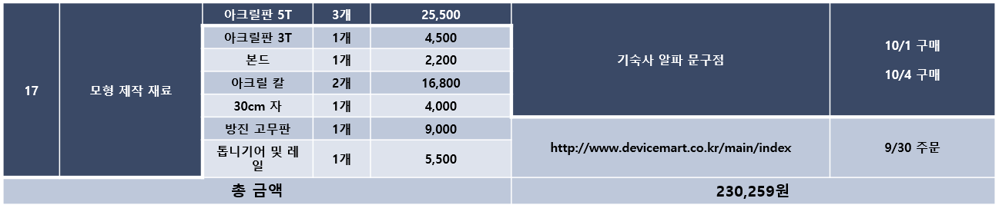 17 모형 제작 재료
아크릴판 5T 3개 25,500
아크릴판 3T 1개 4,500
본드 1개 2,200
아크릴 칼 2개 16,800
30cm 자 1개 4,000
기숙사 알파 문구점
10/1 구매
10/4 구매
방진 고무판 1개 9,000
톱니기어 및 레
일 1개 5,500
http://www.devicemart.co.kr/main/index 9/30 주문
총 금액 230,259원